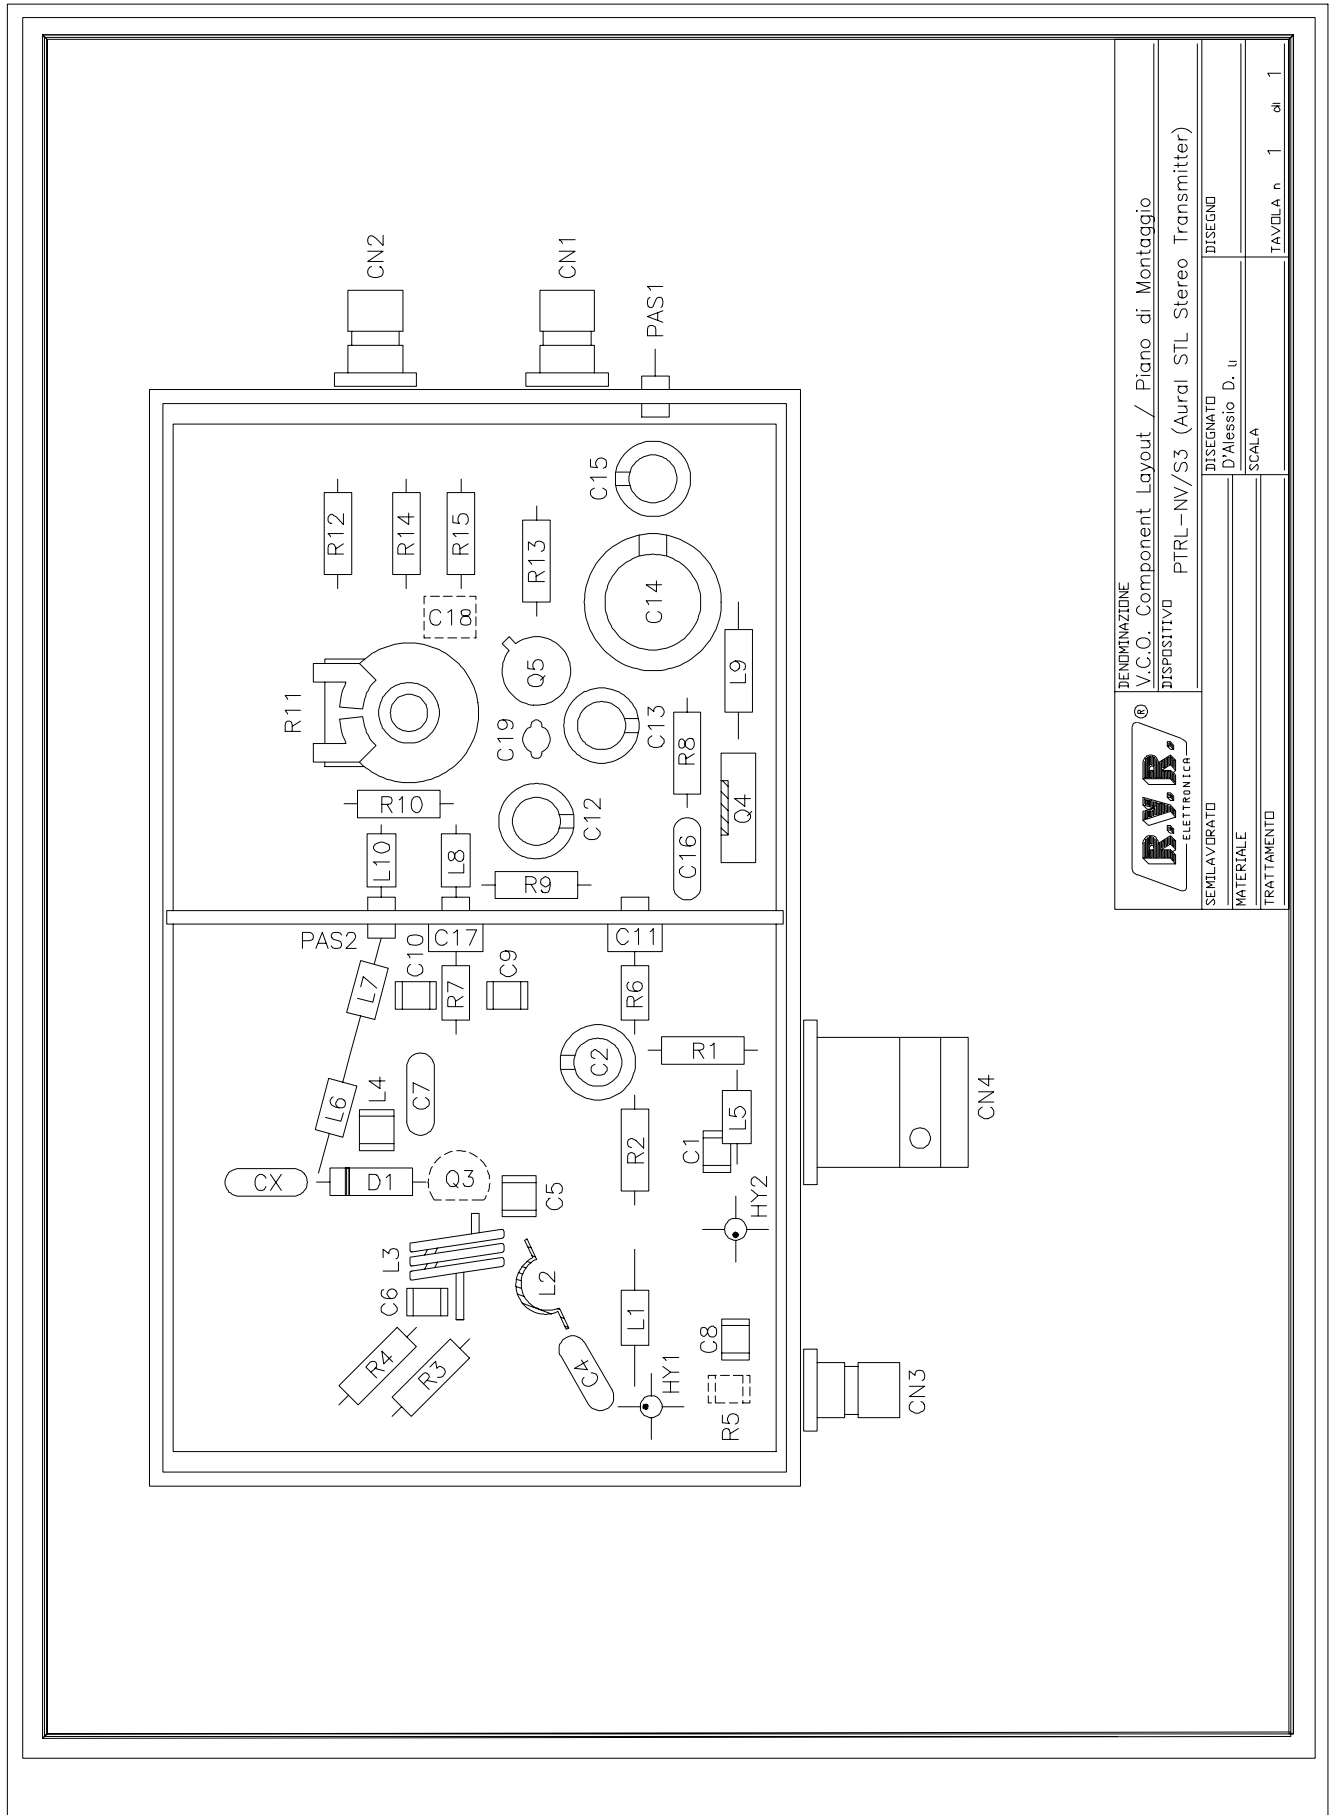 CN2
CN1
PAS1
R12
R14
R15
C18
R13
C15
C14
R11
Q5
C19
C13
L9
R8
R10
C12
Q4
C16
L10
L8
R9
PAS2
C10
C17
C11
L7
R7
C9
R6
C2
R1
L6
L4
C7
R2
L5
C1
CN4
CX
D1
Q3
C5
HY2
L3
C6
L2
L1
C8
R4
R3
C4
HY1
R5
CN3
DENOMINAZIONE
V.C.O. Component Layout / Piano di Montaggio
DISPOSITIVO
PTRL-NV/S3 (Aural STL Stereo Transmitter)
R.V.R. ®
ELETTRONICA
SEMILAVORATO
DISEGNATO
D'Alessio D. lì
DISEGNO
MATERIALE
SCALA
TRATTAMENTO
TAVOLA n 1 di 1